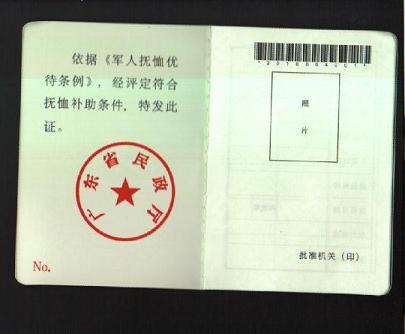 依据《军人抚恤优
待条例》，经评定符合
抚恤补助条件，特发此
证。
广东省民政厅
No.
照
片
批准机关（印）